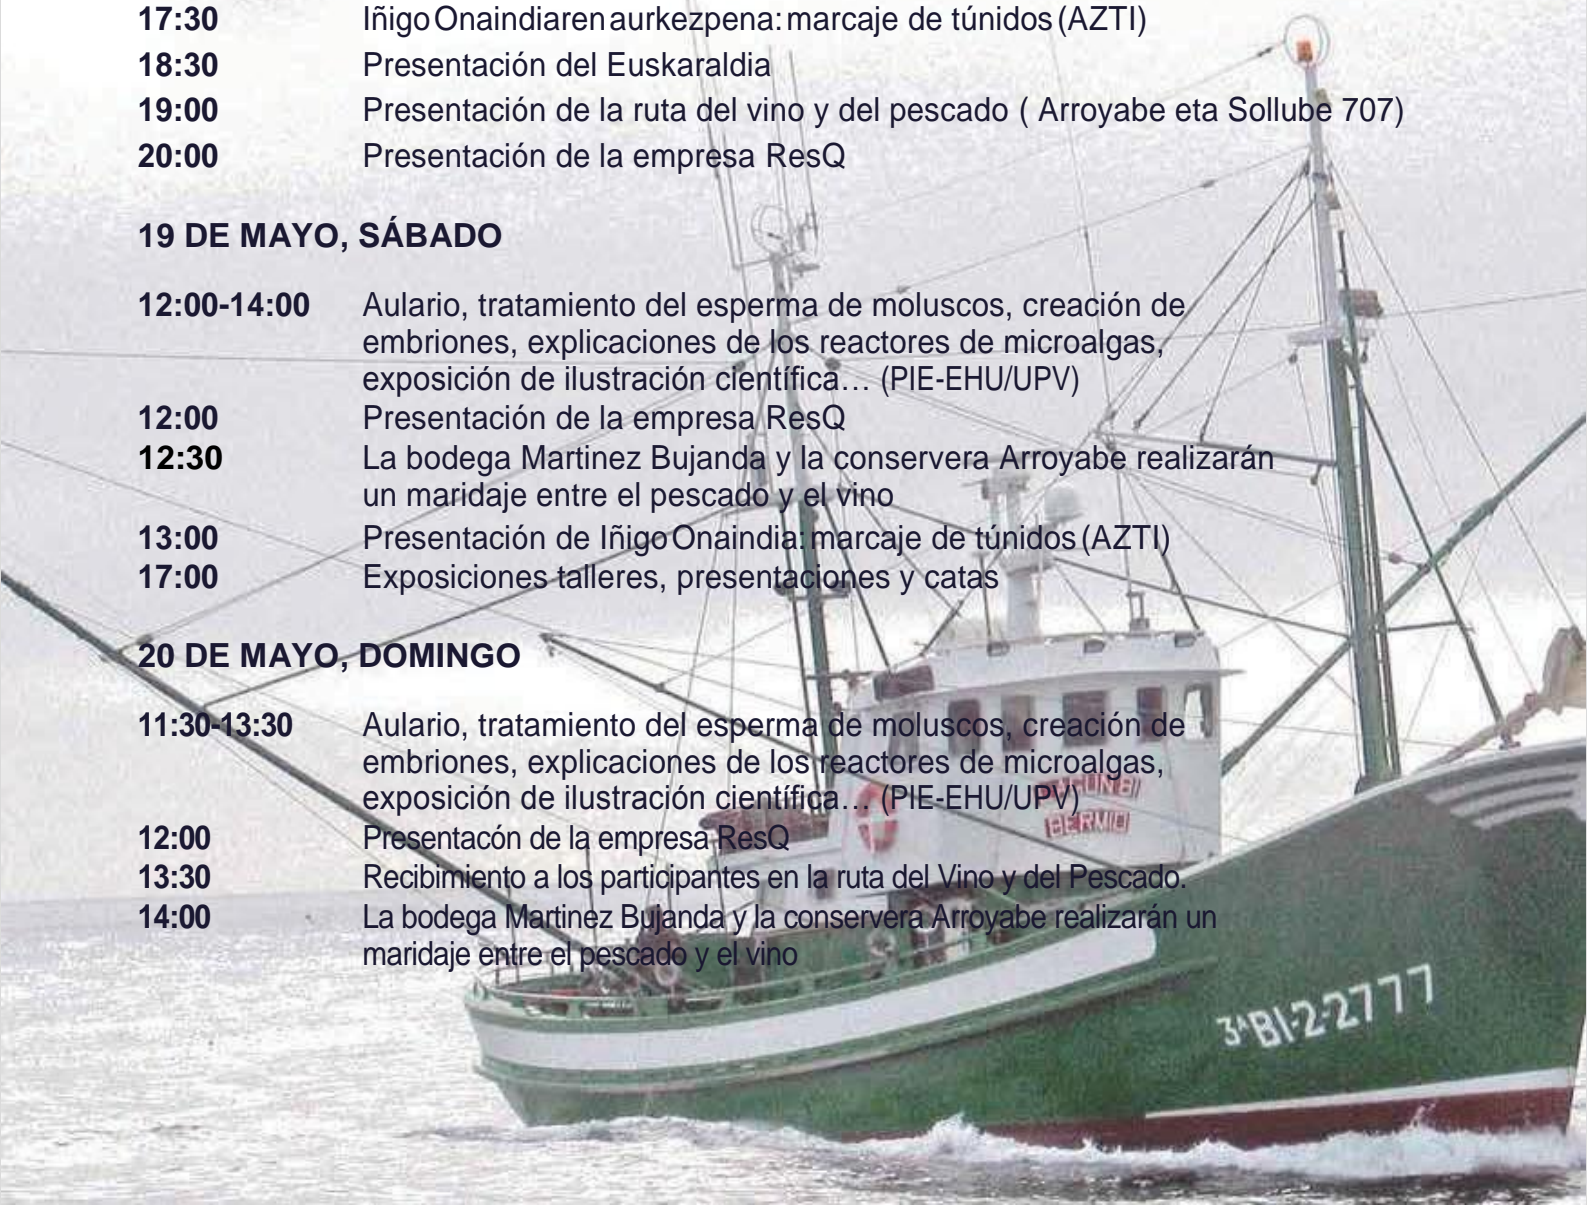 17:30 Iñigo Onaindiaren aurkezpena: marcaje de túnidos (AZTI)
18:30 Presentación del Euskaraldia
19:00 Presentación de la ruta del vino y del pescado ( Arroyabe eta Sollube 707)
20:00 Presentación de la empresa ResQ
19 DE MAYO, SÁBADO
12:00-14:00 Aulario, tratamiento del esperma de moluscos, creación de
embriones, explicaciones de los reactores de microalgas,
exposición de ilustración científica… (PIE-EHU/UPV)
12:00 Presentación de la empresa ResQ
12:30 La bodega Martinez Bujanda y la conservera Arroyabe realizarán
un maridaje entre el pescado y el vino
13:00 Presentación de Iñigo Onaindia: marcaje de túnidos (AZTI)
17:00 Exposiciones talleres, presentaciones y catas
20 DE MAYO, DOMINGO
11:30-13:30 Aulario, tratamiento del esperma de moluscos, creación de
embriones, explicaciones de los reactores de microalgas,
exposición de ilustración científica… (PIE-EHU/UPV)
12:00 Presentacón de la empresa ResQ
13:30 Recibimiento a los participantes en la ruta del Vino y del Pescado.
14:00 La bodega Martinez Bujanda y la conservera Arroyabe realizarán un
maridaje entre el pescado y el vino
BERMIO
3ªBI-2-2777